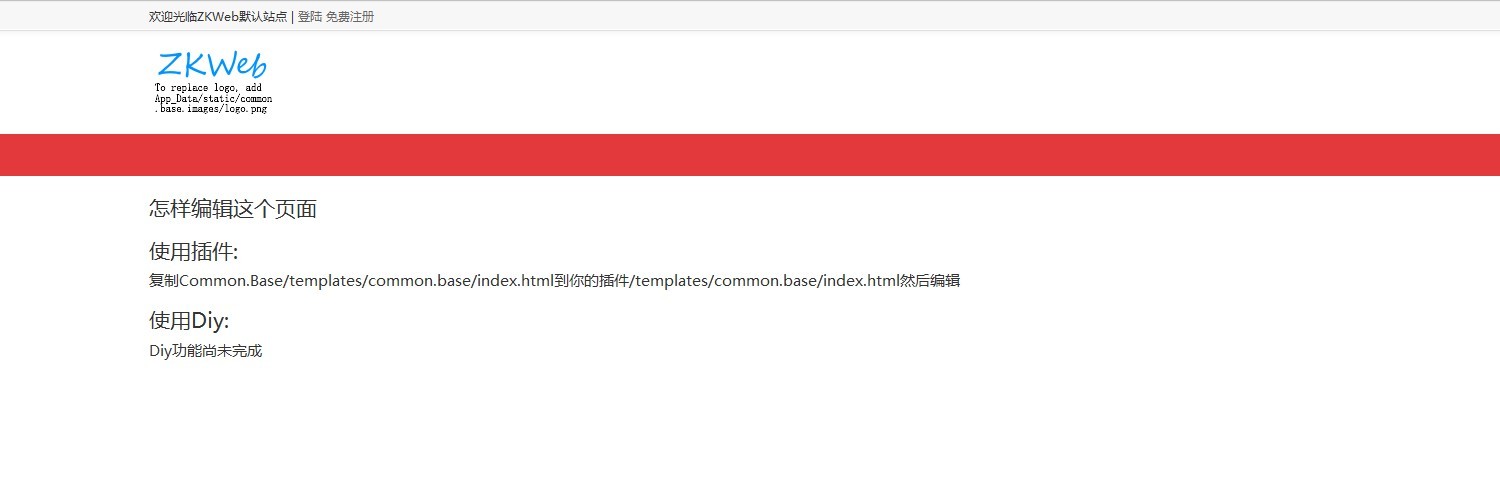 欢迎光临ZKWeb默认站点 | 登陆 免费注册
ZKWeb
To replace logo, add
App_Data/static/common
.base.images/logo.png
怎样编辑这个页面
使用插件:
复制Common.Base/templates/common.base/index.html到你的插件/templates/common.base/index.html然后编辑
使用Diy:
Diy功能尚未完成